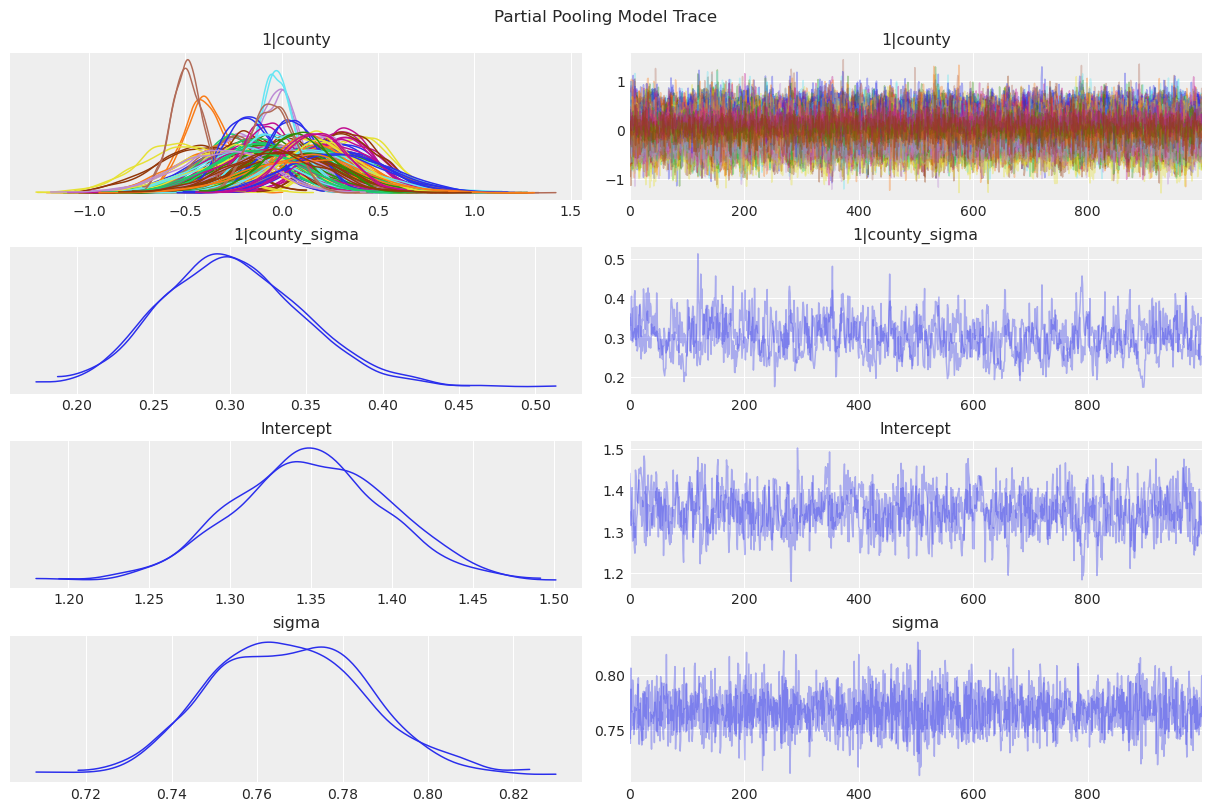 Partial Pooling Model Trace
1|county
1|county
−1.0 −0.5 0.0 0.5 1.0 1.5
1
0
−1
0 200 400 600 800
1|county_sigma
1|county_sigma
0.20 0.25 0.30 0.35 0.40 0.45 0.50
0.5
0.4
0.3
0.2
0 200 400 600 800
Intercept
Intercept
1.20 1.25 1.30 1.35 1.40 1.45 1.50
1.5
1.4
1.3
1.2
0 200 400 600 800
sigma
sigma
0.72 0.74 0.76 0.78 0.80 0.82
0.80
0.75
0 200 400 600 800